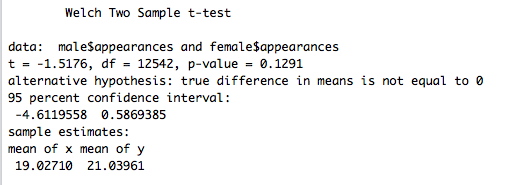 Welch Two Sample t-test
data: male$appearances and female$appearances
t = -1.5176, df = 12542, p-value = 0.1291
alternative hypothesis: true difference in means is not equal to 0
95 percent confidence interval:
-4.6119558 0.5869385
sample estimates:
mean of x mean of y
19.02710 21.03961